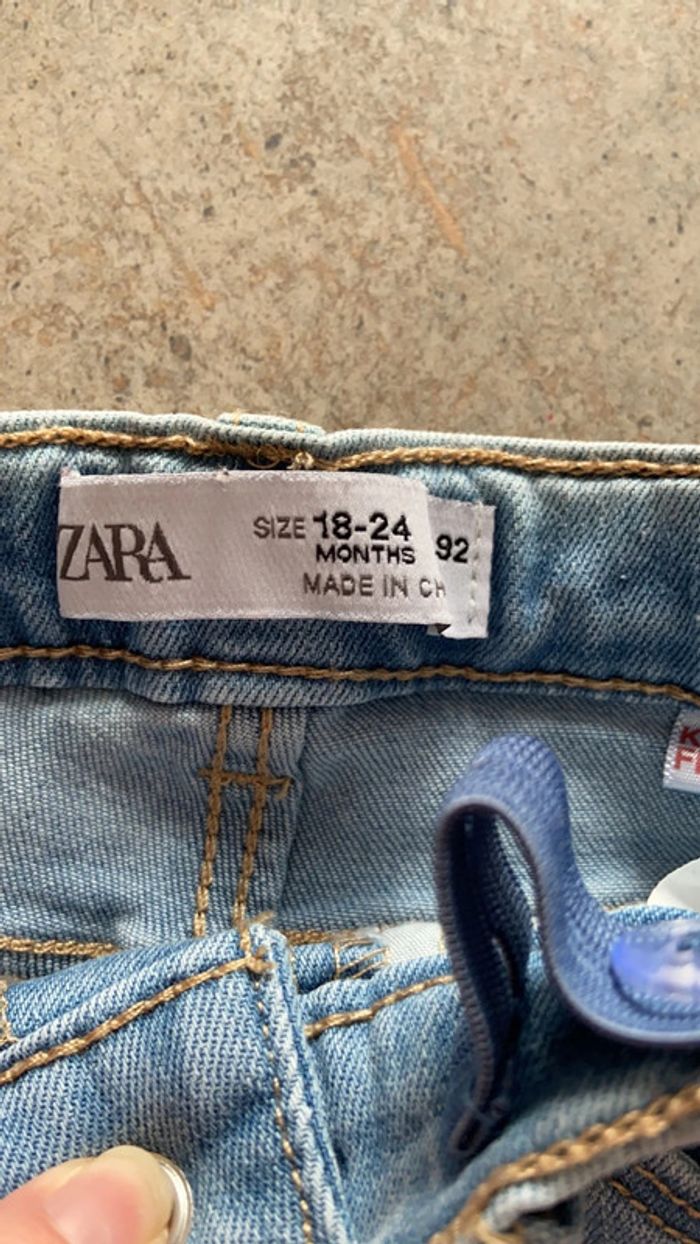 ZARA
SIZE 18-24
MONTHS
92
MADE IN CH